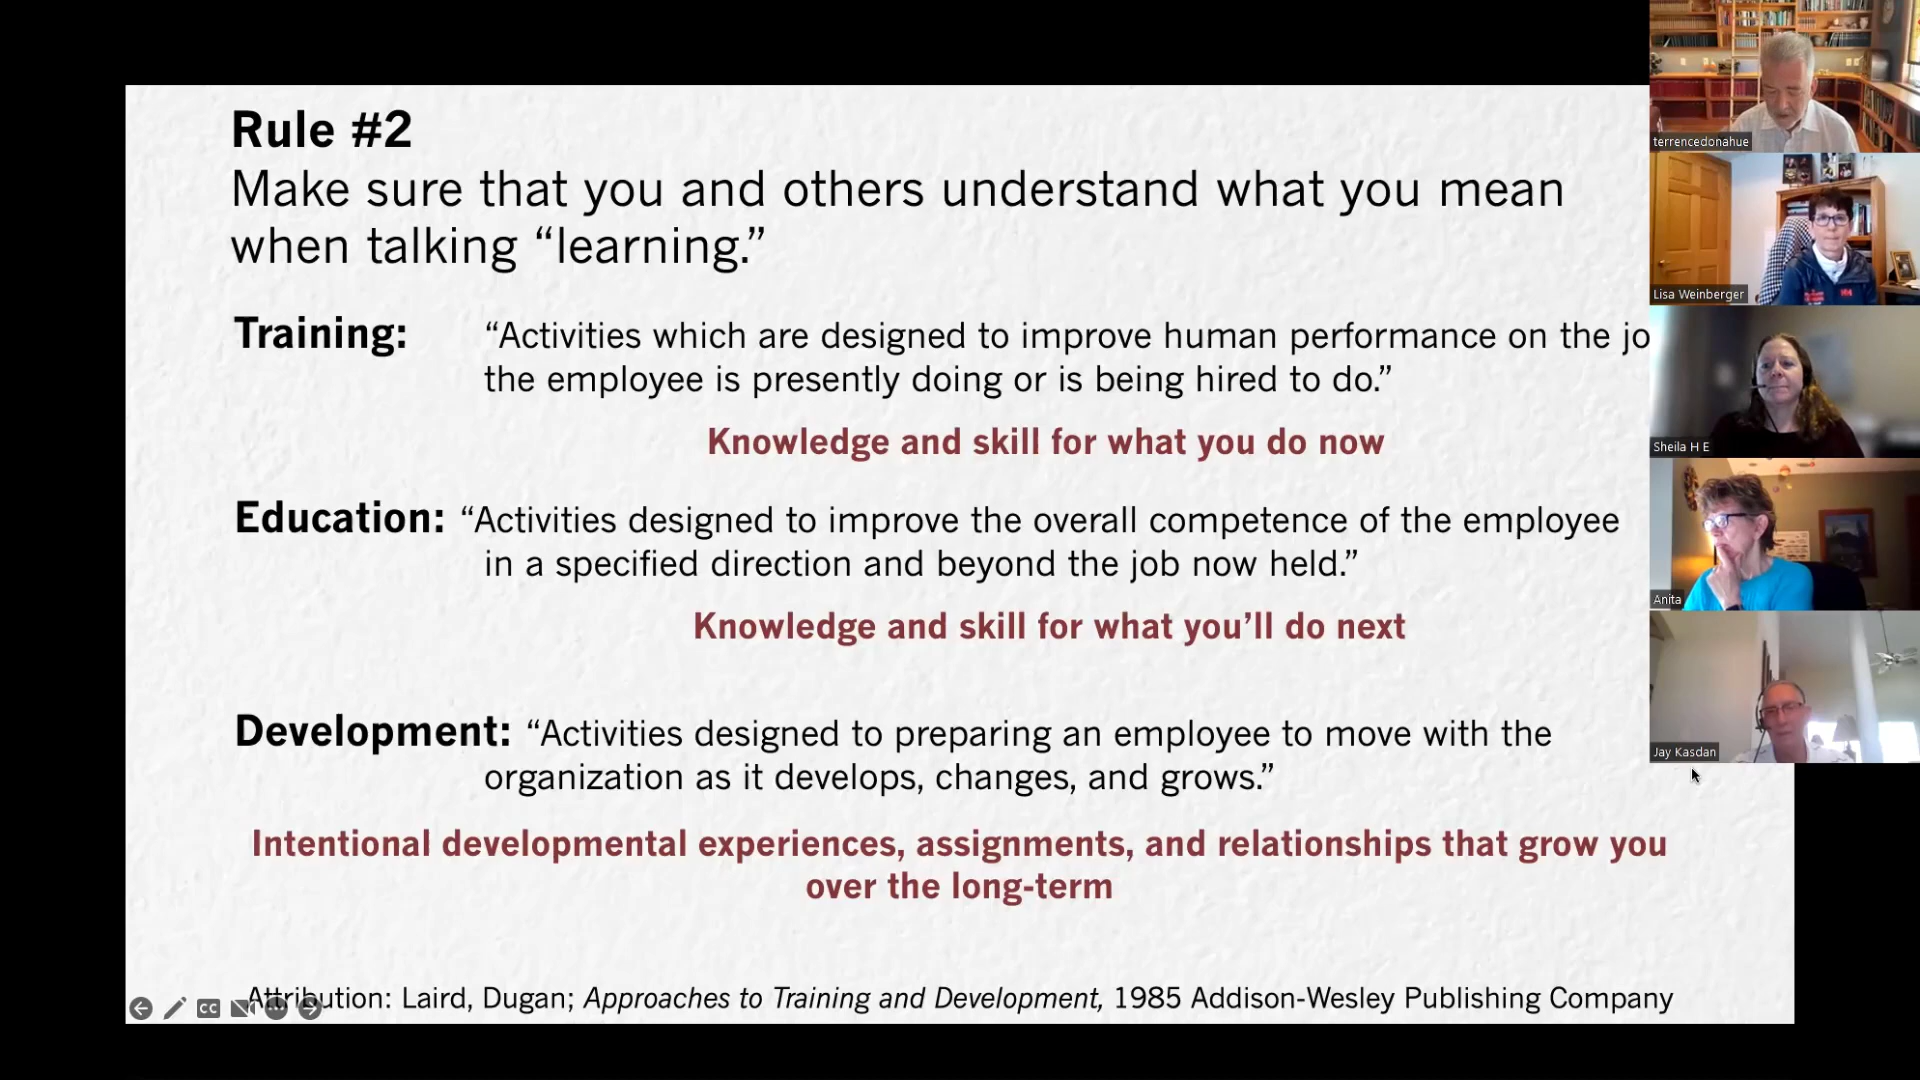 Rule #2
Make sure that you and others understand what you mean
when talking “learning.”
Training: “Activities which are designed to improve human performance on the jo
the employee is presently doing or is being hired to do.”
Knowledge and skill for what you do now
Education: “Activities designed to improve the overall competence of the employee
in a specified direction and beyond the job now held.”
Knowledge and skill for what you’ll do next
Development: “Activities designed to preparing an employee to move with the
organization as it develops, changes, and grows.”
Intentional developmental experiences, assignments, and relationships that grow you
over the long-term
Attribution: Laird, Dugan; Approaches to Training and Development, 1985 Addison-Wesley Publishing Company
CC
terrencedonahue
Lisa Weinberger
Sheila H E
Anita
Jay Kasdan